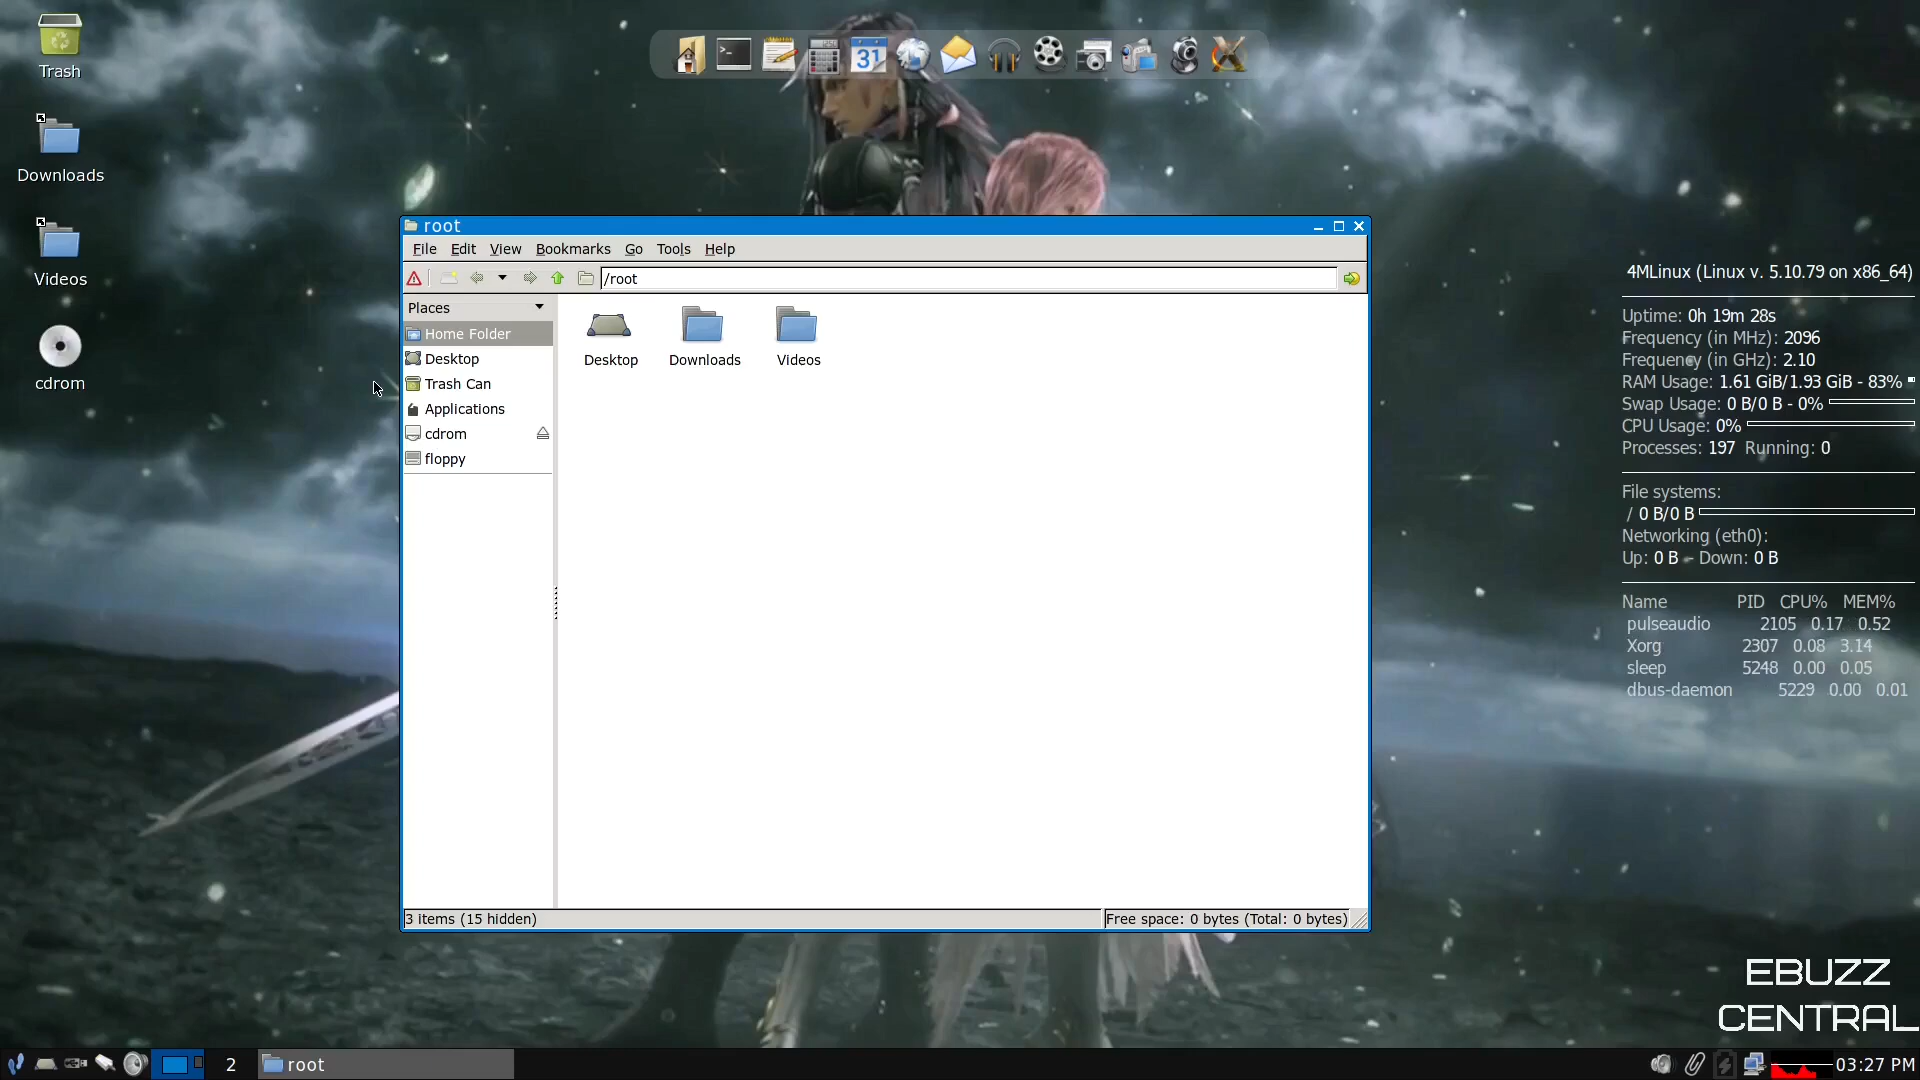 Trash
Downloads
Videos
cdrom
31
root
File Edit View Bookmarks Go Tools Help
/root
Places
Home Folder
Desktop
Trash Can
Applications
cdrom
floppy
Desktop
Downloads
Videos
3 items (15 hidden)
Free space: 0 bytes (Total: 0 bytes)
4MLinux (Linux v. 5.10.79 on x86_64)
Uptime: 0h 19m 28s
Frequency (in MHz): 2096
Frequency (in GHz): 2.10
RAM Usage: 1.61 GiB/1.93 GiB - 83%
Swap Usage: 0 B/0 B - 0%
CPU Usage: 0%
Processes: 197 Running: 0
File systems:
/ 0 B/0 B
Networking (eth0):
Up: 0 B - Down: 0 B
Name PID CPU% MEM%
pulseaudio 2105 0.17 0.52
Xorg 2307 0.08 3.14
sleep 5248 0.00 0.05
dbus-daemon 5229 0.00 0.01
EBUZZ
CENTRAL
2
root
03:27 PM